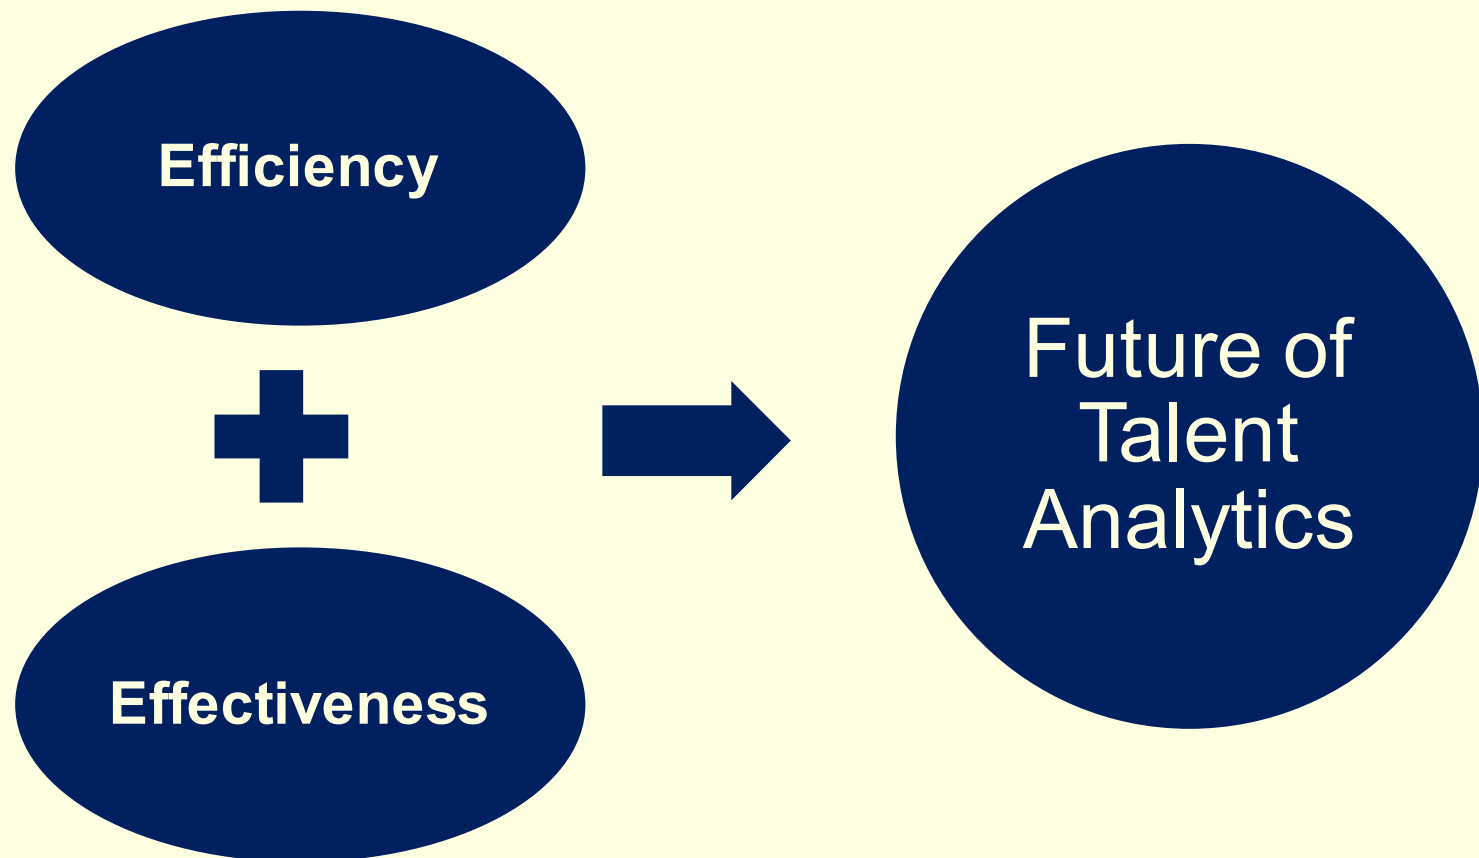 Efficiency
Effectiveness
Future of
Talent
Analytics